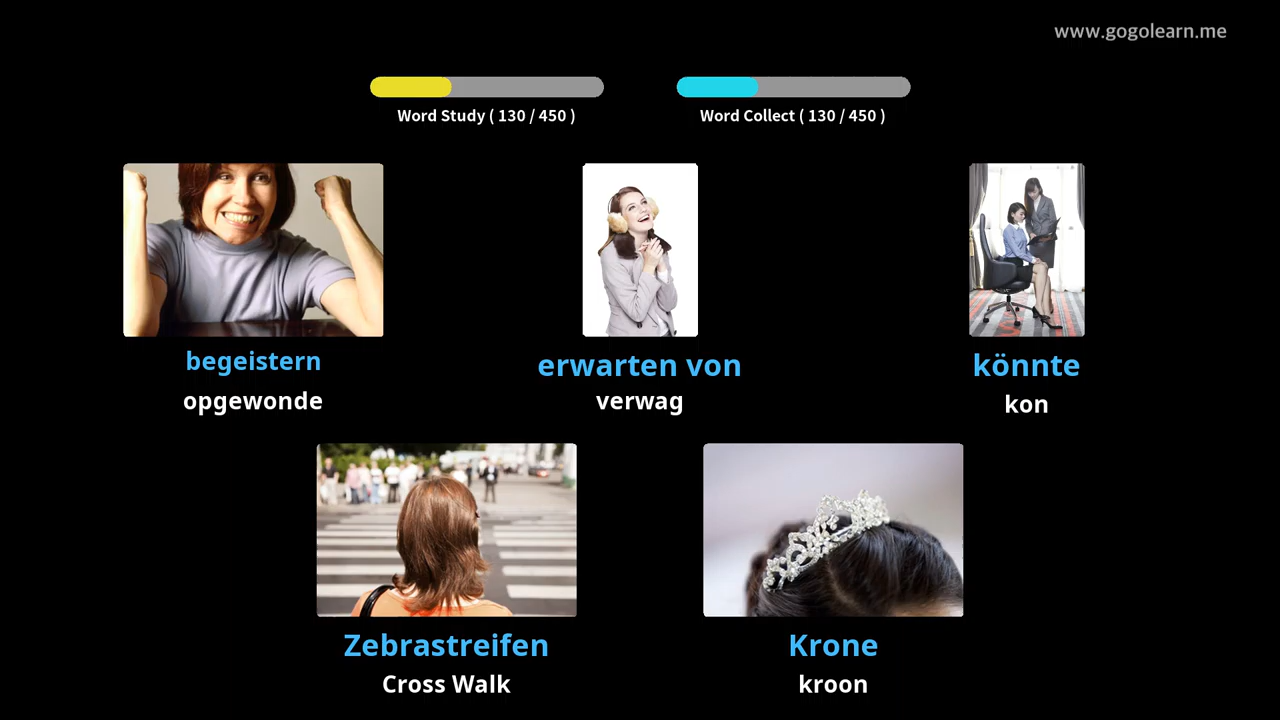 www.gogolearn.me
Word Study ( 130 / 450 )
Word Collect ( 130 / 450 )
begeistern
opgewonde
erwarten von
verwag
könnte
kon
Zebrastreifen
Cross Walk
Krone
kroon